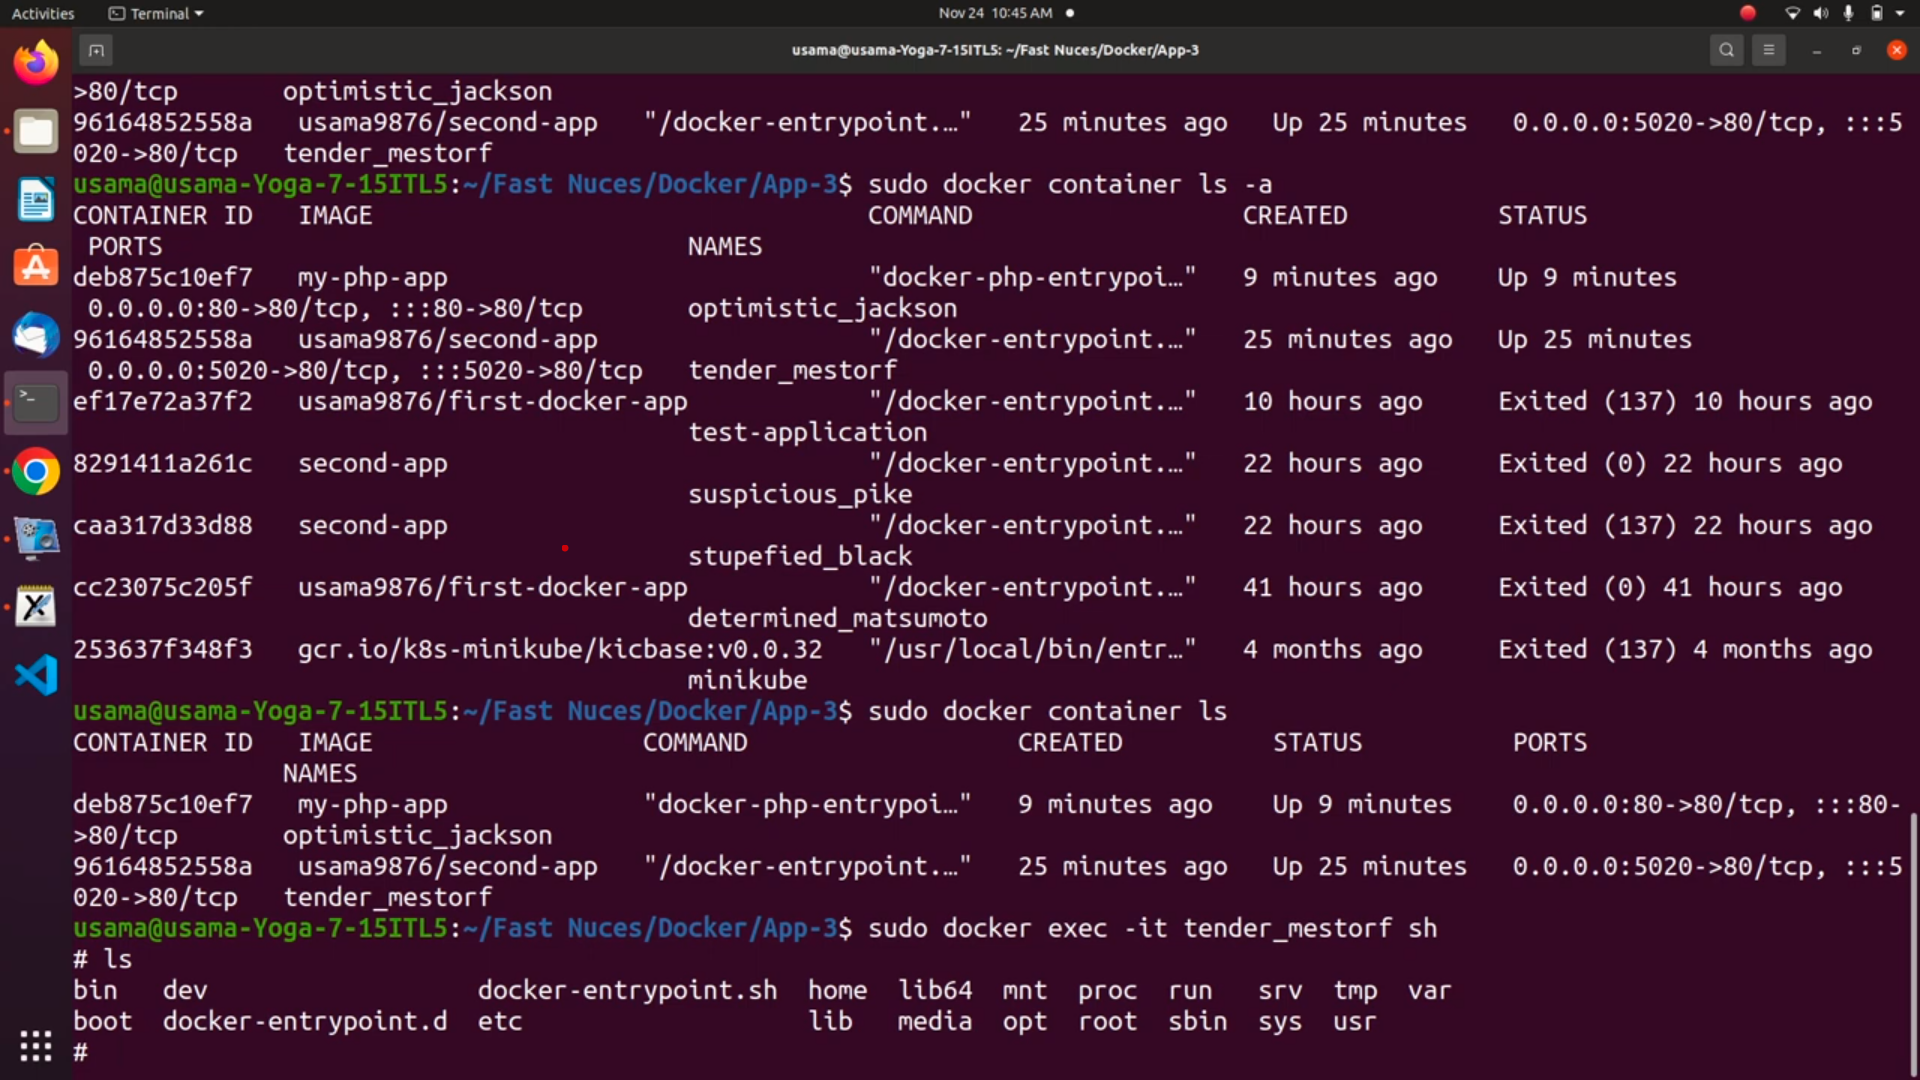 Activities Terminal Nov 24 10:45 AM
usama@usama-Yoga-7-15ITL5: ~/Fast Nuces/Docker/App-3
>80/tcp optimistic_jackson
96164852558a usama9876/second-app "/docker-entrypoint.…" 25 minutes ago Up 25 minutes 0.0.0.0:5020->80/tcp, :::5
020->80/tcp tender_mestorf
usama@usama-Yoga-7-15ITL5:~/Fast Nuces/Docker/App-3$ sudo docker container ls -a
CONTAINER ID IMAGE COMMAND CREATED STATUS
PORTS NAMES
deb875c10ef7 my-php-app "docker-php-entrypoi…" 9 minutes ago Up 9 minutes
0.0.0.0:80->80/tcp, :::80->80/tcp optimistic_jackson
96164852558a usama9876/second-app "/docker-entrypoint.…" 25 minutes ago Up 25 minutes
0.0.0.0:5020->80/tcp, :::5020->80/tcp tender_mestorf
ef17e72a37f2 usama9876/first-docker-app "/docker-entrypoint.…" 10 hours ago Exited (137) 10 hours ago
test-application
8291411a261c second-app "/docker-entrypoint.…" 22 hours ago Exited (0) 22 hours ago
suspicious_pike
caa317d33d88 second-app "/docker-entrypoint.…" 22 hours ago Exited (137) 22 hours ago
stupefied_black
cc23075c205f usama9876/first-docker-app "/docker-entrypoint.…" 41 hours ago Exited (0) 41 hours ago
determined_matsumoto
253637f348f3 gcr.io/k8s-minikube/kicbase:v0.0.32 "/usr/local/bin/entr…" 4 months ago Exited (137) 4 months ago
minikube
usama@usama-Yoga-7-15ITL5:~/Fast Nuces/Docker/App-3$ sudo docker container ls
CONTAINER ID IMAGE COMMAND CREATED STATUS PORTS
NAMES
deb875c10ef7 my-php-app "docker-php-entrypoi…" 9 minutes ago Up 9 minutes 0.0.0.0:80->80/tcp, :::80-
>80/tcp optimistic_jackson
96164852558a usama9876/second-app "/docker-entrypoint.…" 25 minutes ago Up 25 minutes 0.0.0.0:5020->80/tcp, :::5
020->80/tcp tender_mestorf
usama@usama-Yoga-7-15ITL5:~/Fast Nuces/Docker/App-3$ sudo docker exec -it tender_mestorf sh
# ls
bin dev docker-entrypoint.sh home lib64 mnt proc run srv tmp var
boot docker-entrypoint.d etc lib media opt root sbin sys usr
#